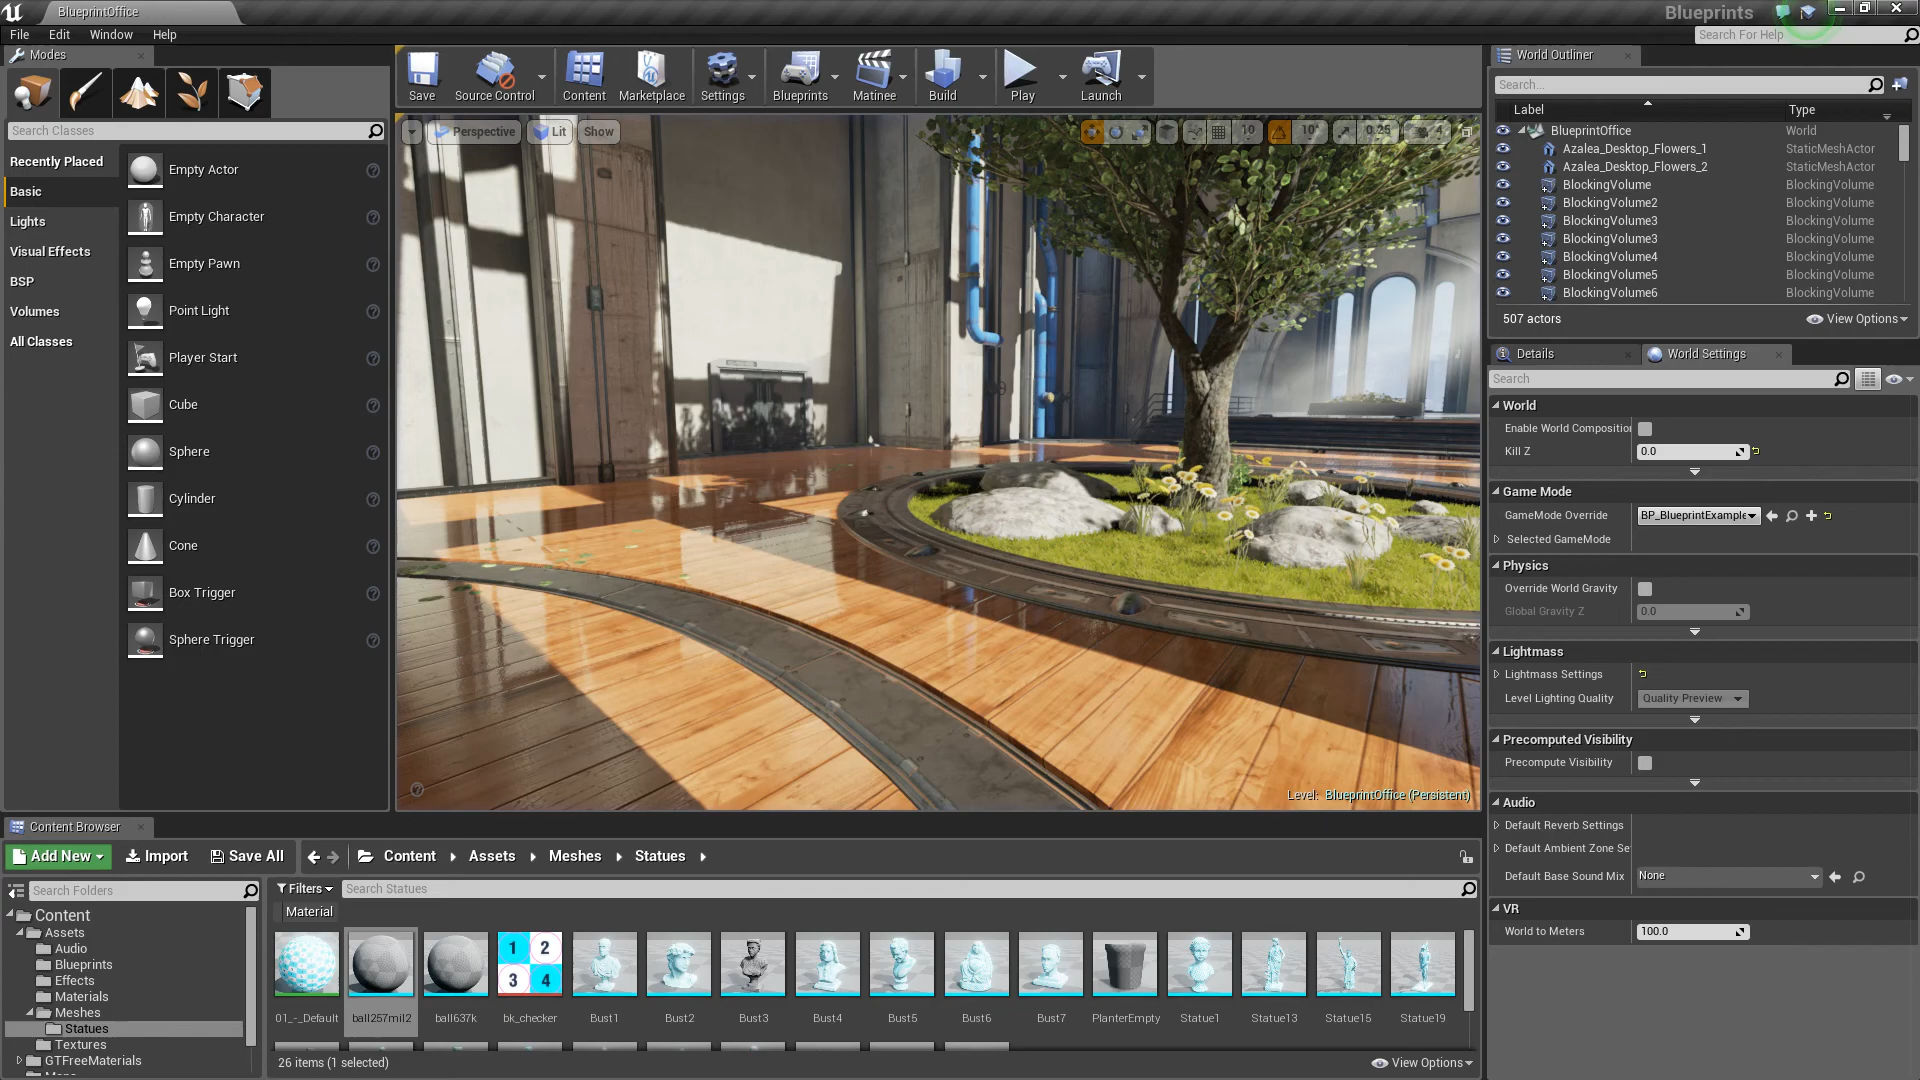 BlueprintOffice
Blueprints
File Edit Window Help
Search For Help
Modes
Search Classes
Recently Placed
Basic
Lights
Visual Effects
BSP
Volumes
All Classes
Empty Actor
Empty Character
Empty Pawn
Point Light
Player Start
Cube
Sphere
Cylinder
Cone
Box Trigger
Sphere Trigger
Save Source Control Content Marketplace Settings Blueprints Matinee Build Play Launch
Perspective Lit Show
10 10° 0.25 4
Level: BlueprintOffice (Persistent)
World Outliner
Search...
Label Type
BlueprintOffice World
Azalea_Desktop_Flowers_1 StaticMeshActor
Azalea_Desktop_Flowers_2 StaticMeshActor
BlockingVolume BlockingVolume
BlockingVolume2 BlockingVolume
BlockingVolume3 BlockingVolume
BlockingVolume3 BlockingVolume
BlockingVolume4 BlockingVolume
BlockingVolume5 BlockingVolume
BlockingVolume6 BlockingVolume
507 actors View Options
Details World Settings
Search
World
Enable World Composition
Kill Z 0.0
Game Mode
GameMode Override BP_BlueprintExample
Selected GameMode
Physics
Override World Gravity
Global Gravity Z 0.0
Lightmass
Lightmass Settings
Level Lighting Quality Quality Preview
Precomputed Visibility
Precompute Visibility
Audio
Default Reverb Settings
Default Ambient Zone Se
Default Base Sound Mix None
VR
World to Meters 100.0
Content Browser
Add New Import Save All Content Assets Meshes Statues
Search Folders
Content
Assets
Audio
Blueprints
Effects
Materials
Meshes
Statues
Textures
GTFreeMaterials
Filters Search Statues
Material
1 2
3 4
01_-_Default ball257mil2 ball637k bk_checker Bust1 Bust2 Bust3 Bust4 Bust5 Bust6 Bust7 PlanterEmpty Statue1 Statue13 Statue15 Statue19
26 items (1 selected) View Options